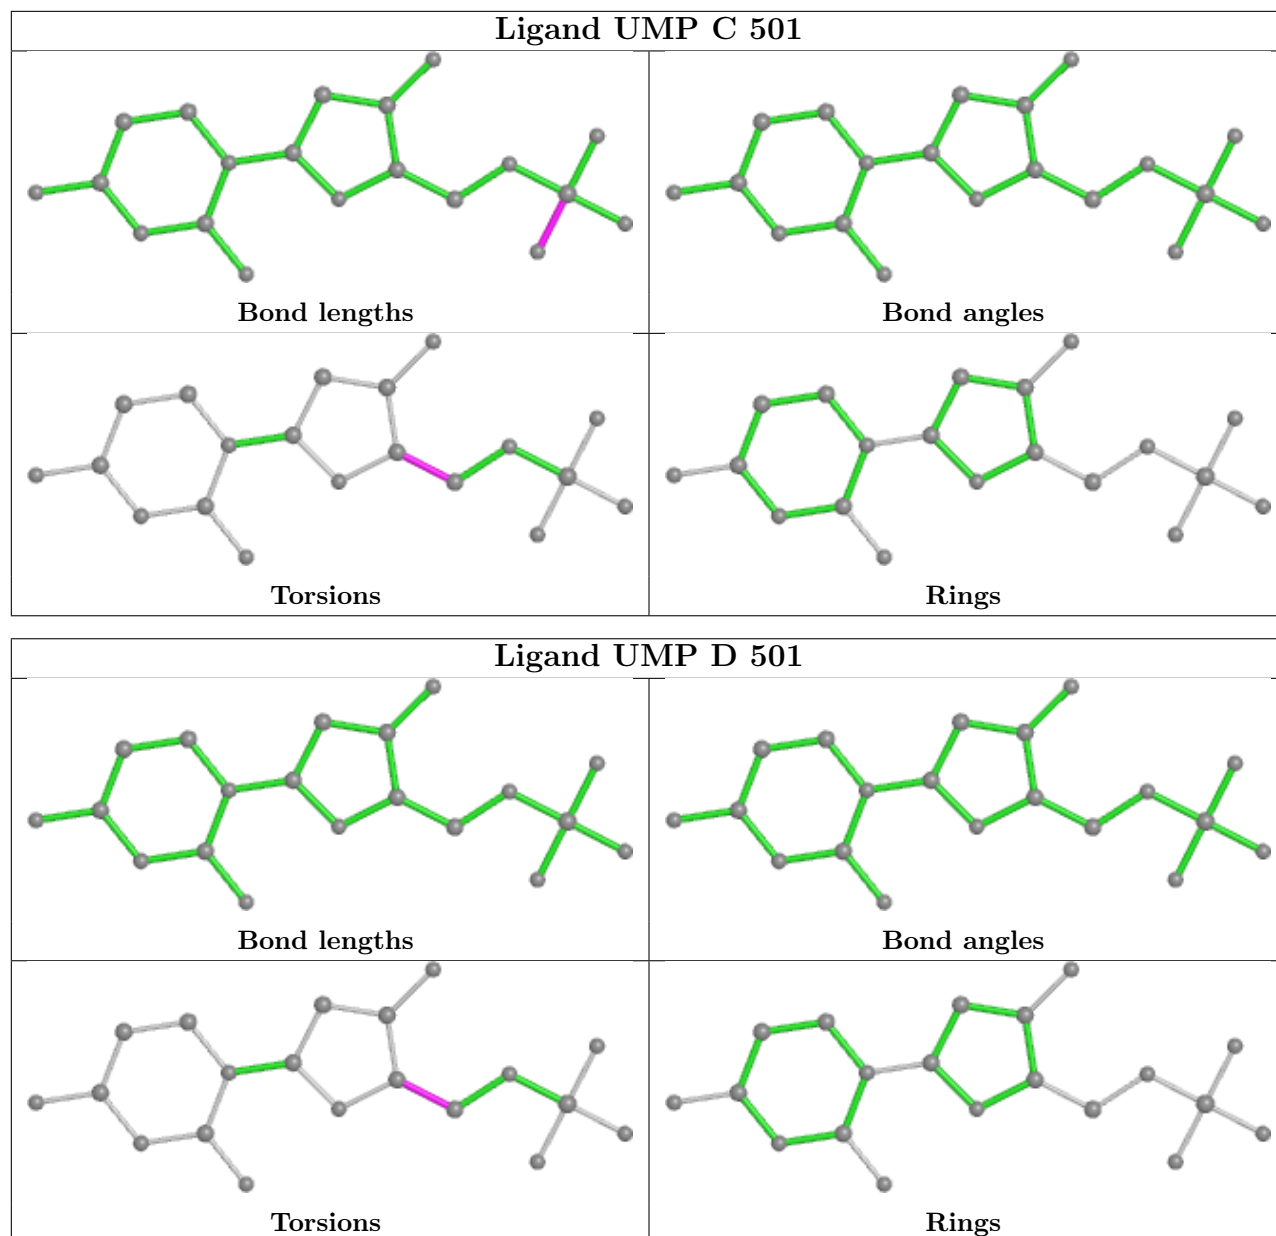 Ligand UMP C 501
Bond lengths
Bond angles
Torsions
Rings
Ligand UMP D 501
Bond lengths
Bond angles
Torsions
Rings